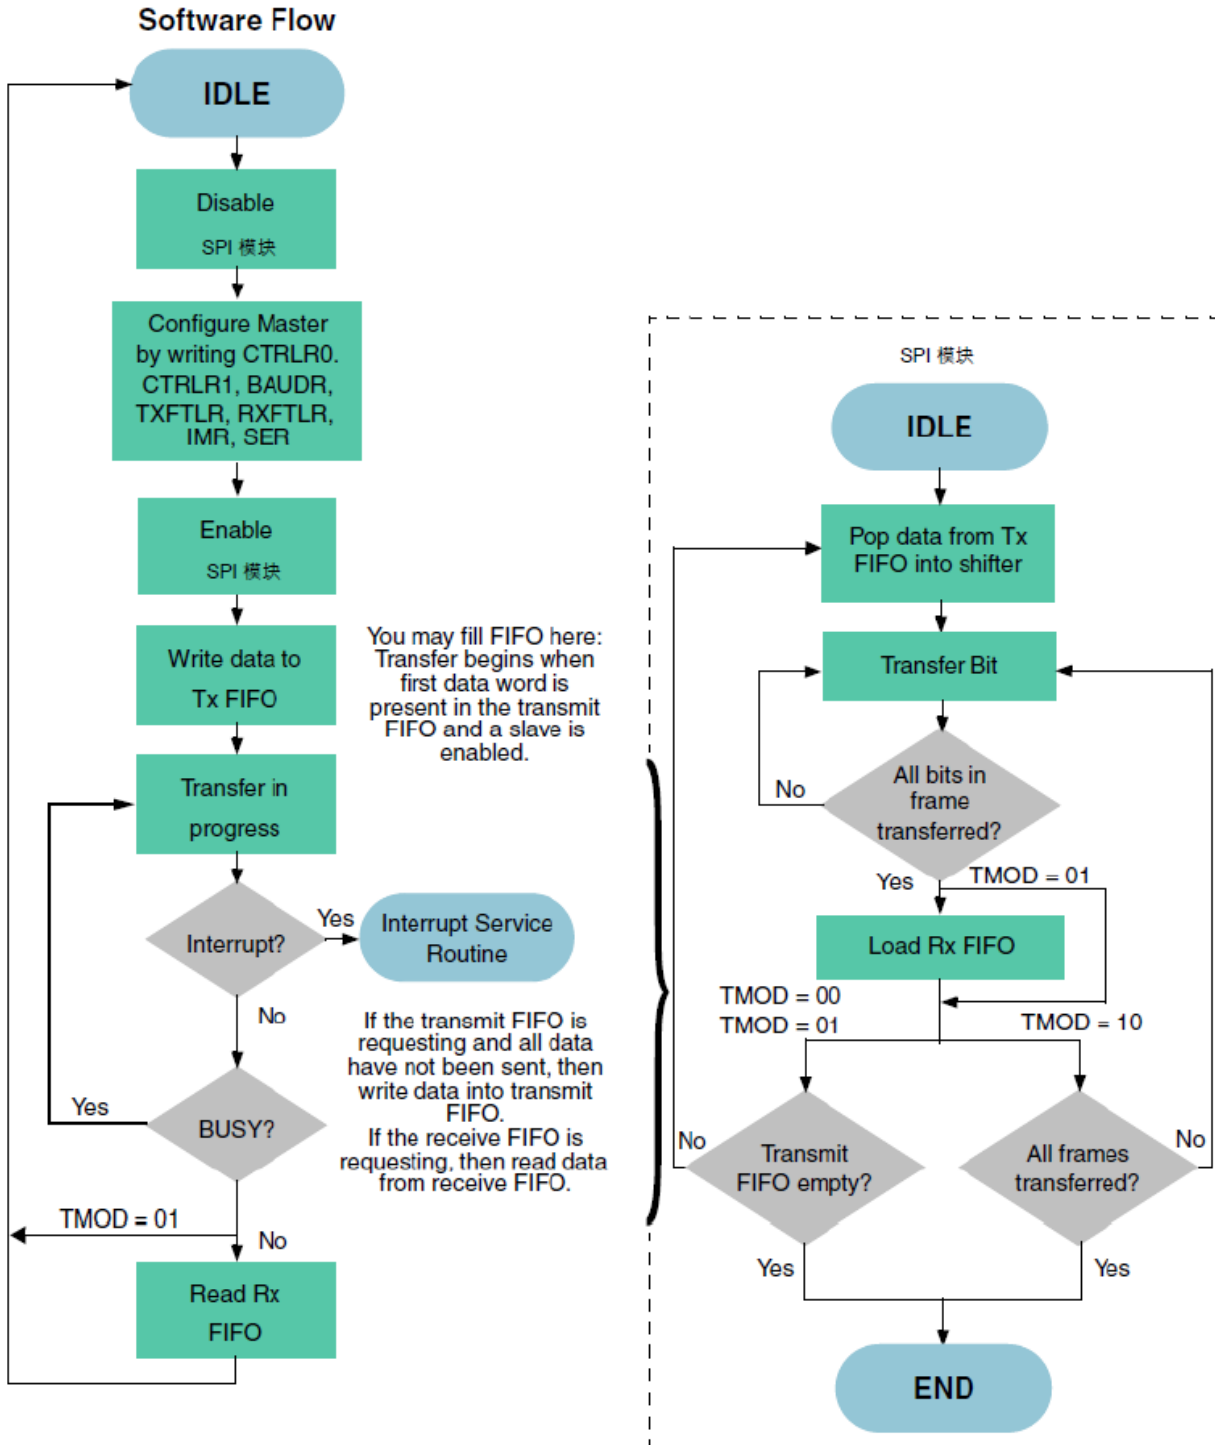 Software Flow
IDLE
Disable
SPI 模块
Configure Master
by writing CTRLR0.
CTRLR1, BAUDR,
TXFTLR, RXFTLR,
IMR, SER
Enable
SPI 模块
Write data to
Tx FIFO
You may fill FIFO here:
Transfer begins when
first data word is
present in the transmit
FIFO and a slave is
enabled.
Transfer in
progress
Interrupt?
Yes
Interrupt Service
Routine
No
If the transmit FIFO is
requesting and all data
have not been sent, then
write data into transmit
FIFO.
If the receive FIFO is
requesting, then read data
from receive FIFO.
Yes
BUSY?
TMOD = 01
No
Read Rx
FIFO
SPI 模块
IDLE
Pop data from Tx
FIFO into shifter
Transfer Bit
No
All bits in
frame
transferred?
Yes
TMOD = 01
Load Rx FIFO
TMOD = 00
TMOD = 01
TMOD = 10
No
Transmit
FIFO empty?
All frames
transferred?
No
Yes
Yes
END